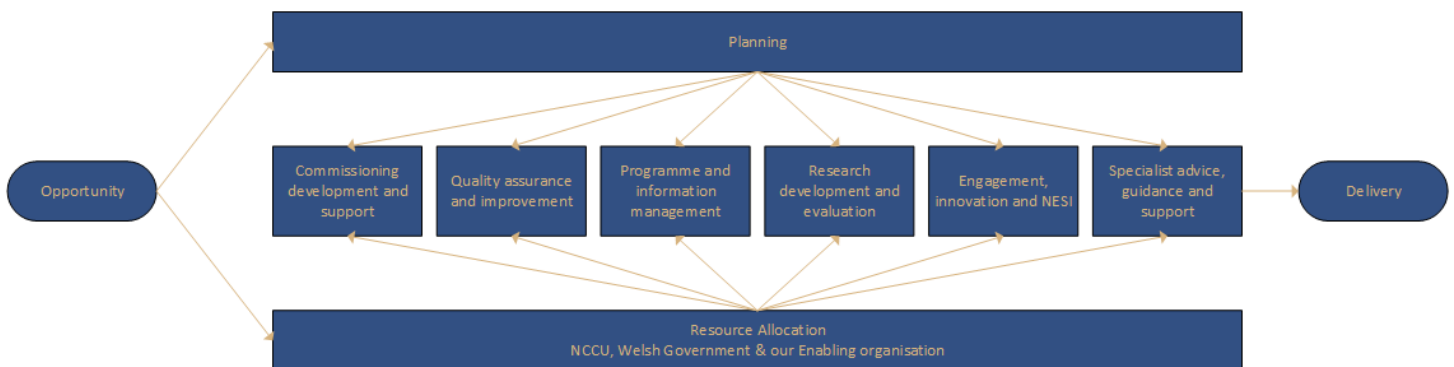 Planning
Opportunity
Commissioning
development and
support
Quality assurance
and improvement
Programme and
information
management
Research
development and
evaluation
Engagement,
innovation and NESI
Specialist advice,
guidance and
support
Delivery
Resource Allocation
NCCU, Welsh Government & our Enabling organisation